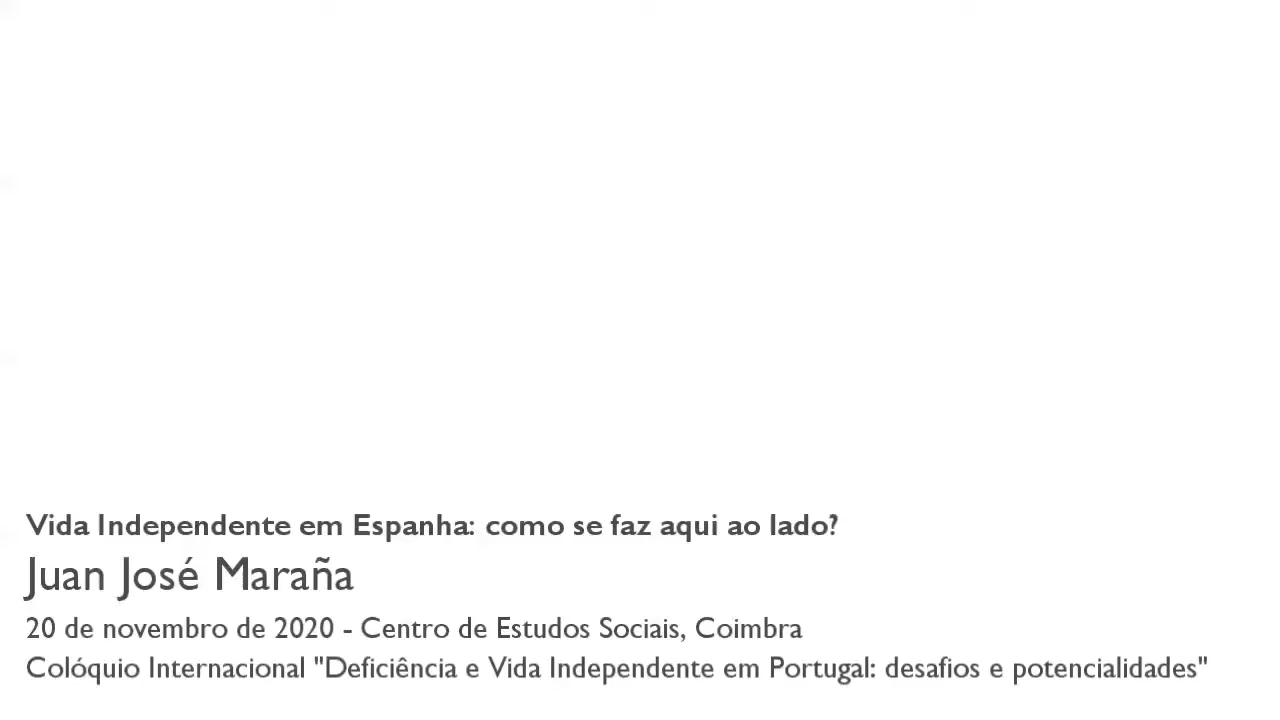 Vida Independente em Espanha: como se faz aqui ao lado?
Juan José Maraña
20 de novembro de 2020 - Centro de Estudos Sociais, Coimbra
Colóquio Internacional "Deficiência e Vida Independente em Portugal: desafios e potencialidades"